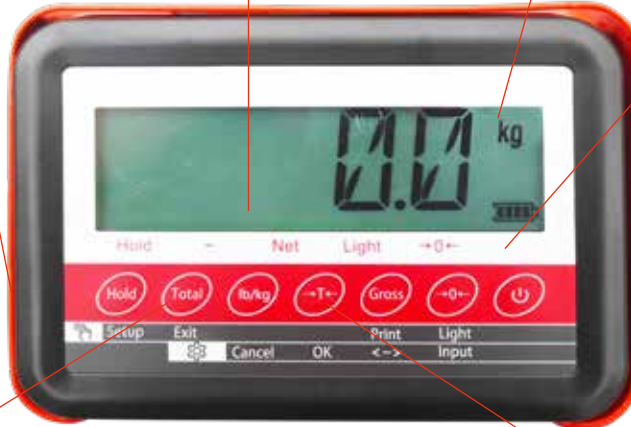 0.0 kg
Hold ~ Net Light →0←
Hold Total lb/kg →T← Gross →0←
Setup Exit Print Light
Cancel OK <-> Input